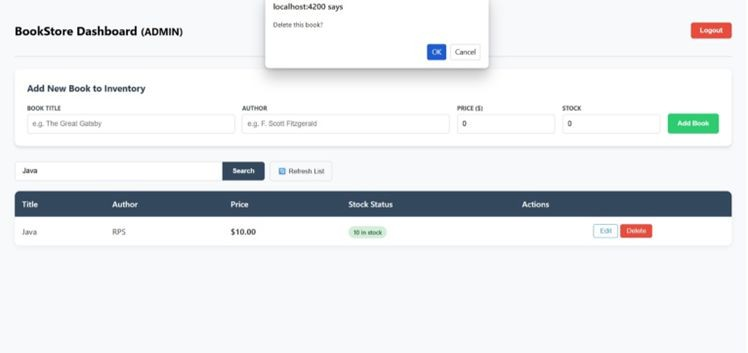 localhost:4200 says
Delete this book?
OK Cancel
BookStore Dashboard (ADMIN)
Logout
Add New Book to Inventory
BOOK TITLE AUTHOR PRICE ($) STOCK
e.g. The Great Gatsby e.g. F. Scott Fitzgerald 0 0 Add Book
Java Search Refresh List
Title Author Price Stock Status Actions
Java RPS $10.00 10 in stock Edit Delete